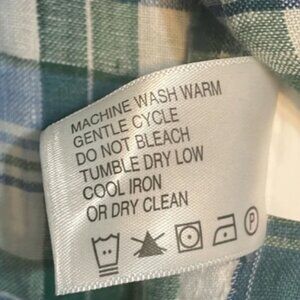 MACHINE WASH WARM
GENTLE CYCLE
DO NOT BLEACH
TUMBLE DRY LOW
COOL IRON
OR DRY CLEAN
P